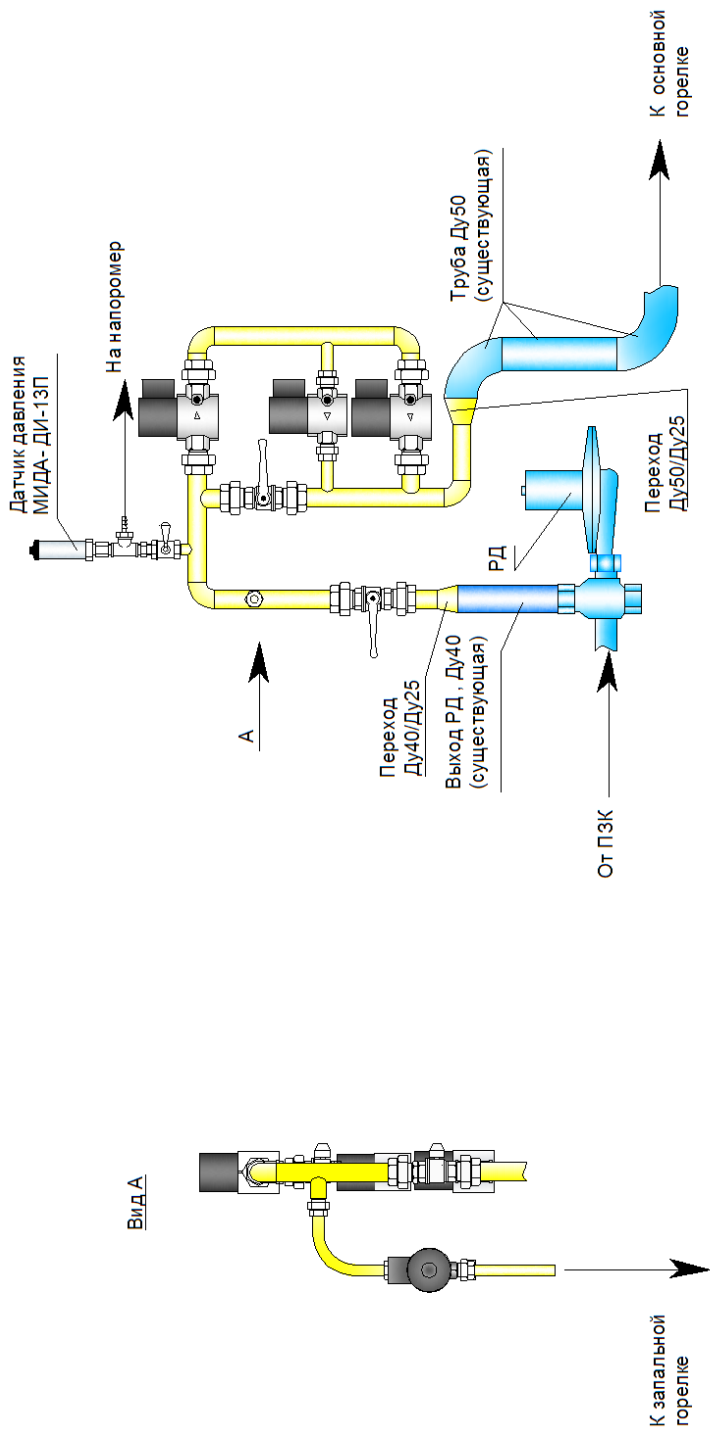 Датчик давления
МИДА- ДИ-13П
На напоромер
А
Переход
Ду40/Ду25
Выход РД , Ду40
(существующая)
От ПЗК
РД
Труба Ду50
(существующая)
Переход
Ду50/Ду25
К основной
горелке
Вид А
К запальной
горелке